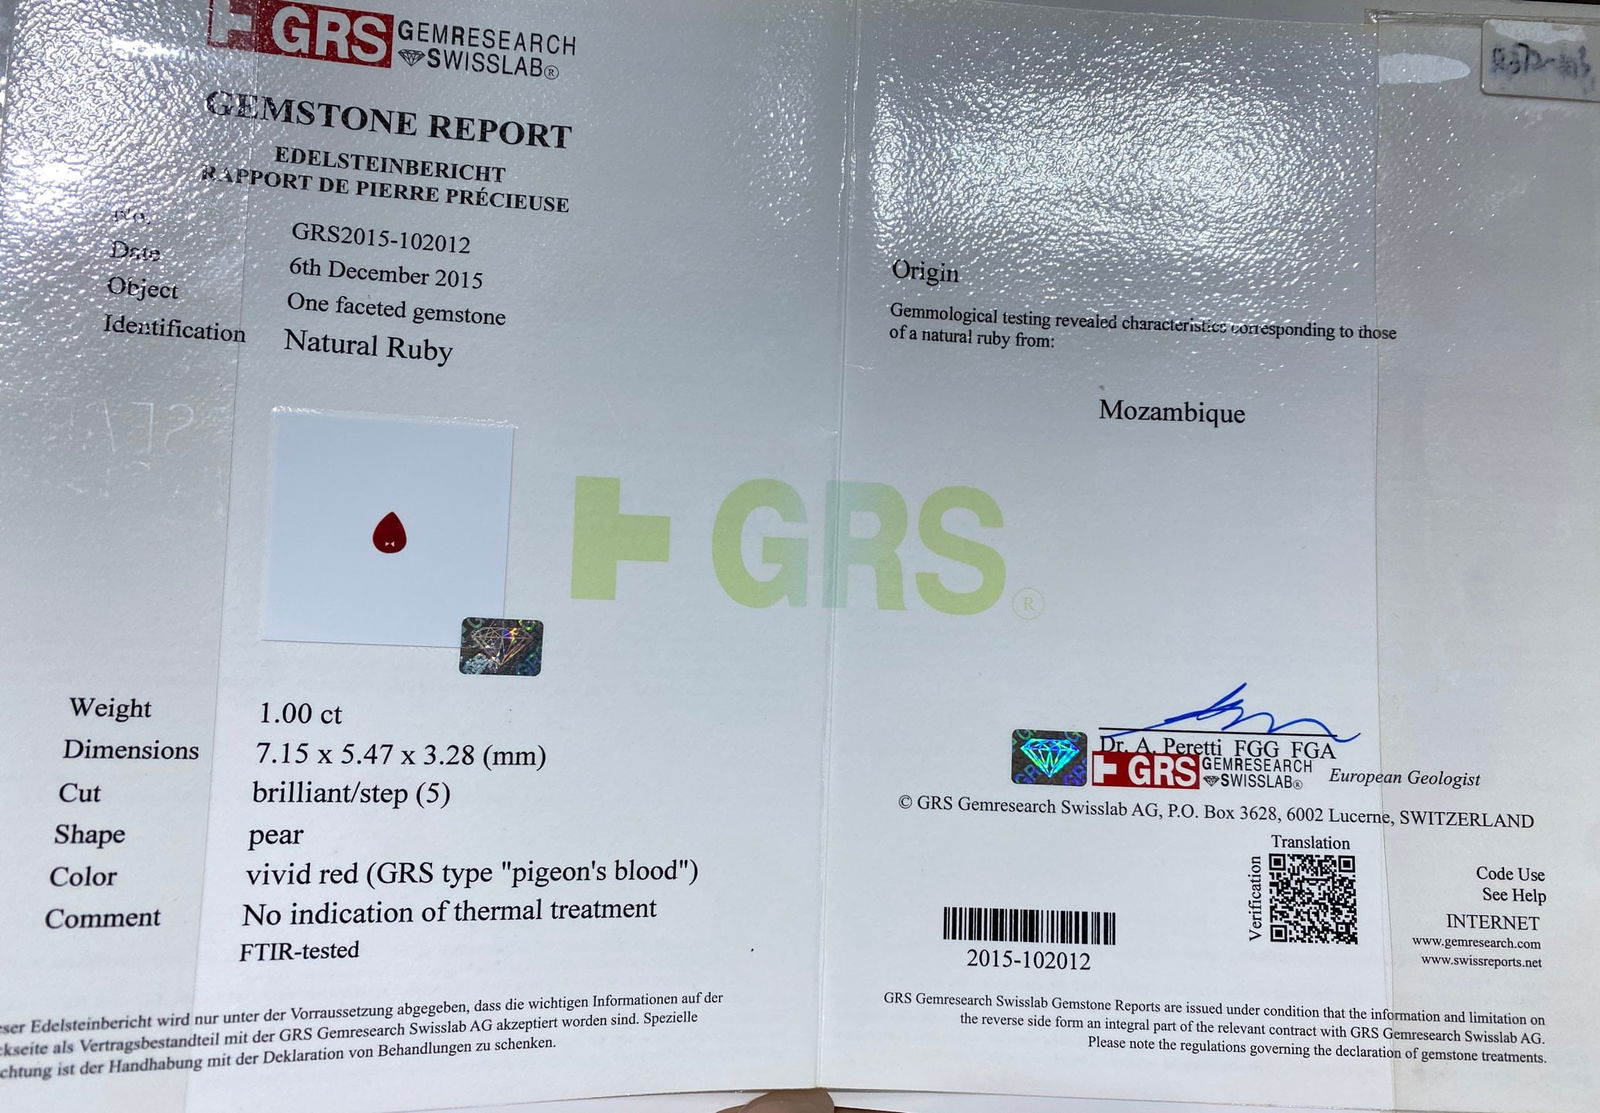 GRS GEMRESEARCH
SWISSLAB®
GEMSTONE REPORT
EDELSTEINBERICHT
RAPPORT DE PIERRE PRÉCIEUSE
No. GRS2015-102012
Date 6th December 2015
Object One faceted gemstone
Identification Natural Ruby
Weight 1.00 ct
Dimensions 7.15 x 5.47 x 3.28 (mm)
Cut brilliant/step (5)
Shape pear
Color vivid red (GRS type "pigeon's blood")
Comment No indication of thermal treatment
FTIR-tested
eser Edelsteinbericht wird nur unter der Vorraussetzung abgegeben, dass die wichtigen Informationen auf der
ckseite als Vertragsbestandteil mit der GRS Gemresearch Swisslab AG akzeptiert worden sind. Spezielle
chtung ist der Handhabung mit der Deklaration von Behandlungen zu schenken.
GRS®
Origin
Gemmological testing revealed characteristics corresponding to those
of a natural ruby from:
Mozambique
Dr. A. Peretti FGG FGA
GRS GEMRESEARCH
SWISSLAB®
European Geologist
© GRS Gemresearch Swisslab AG, P.O. Box 3628, 6002 Lucerne, SWITZERLAND
Translation
Verification
Code Use
See Help
INTERNET
www.gemresearch.com
www.swissreports.net
2015-102012
GRS Gemresearch Swisslab Gemstone Reports are issued under condition that the information and limitation on
the reverse side form an integral part of the relevant contract with GRS Gemresearch Swisslab AG.
Please note the regulations governing the declaration of gemstone treatments.